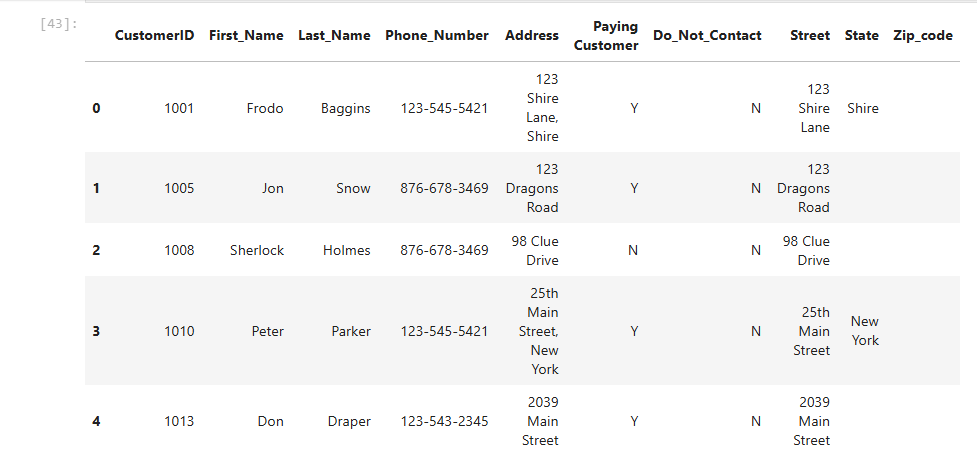 [43]:
CustomerID First_Name Last_Name Phone_Number Address Paying Customer Do_Not_Contact Street State Zip_code
0 1001 Frodo Baggins 123-545-5421 123 Shire Lane, Shire Y N 123 Shire Lane Shire
1 1005 Jon Snow 876-678-3469 123 Dragons Road Y N 123 Dragons Road
2 1008 Sherlock Holmes 876-678-3469 98 Clue Drive N N 98 Clue Drive
3 1010 Peter Parker 123-545-5421 25th Main Street, New York Y N 25th Main Street New York
4 1013 Don Draper 123-543-2345 2039 Main Street Y N 2039 Main Street